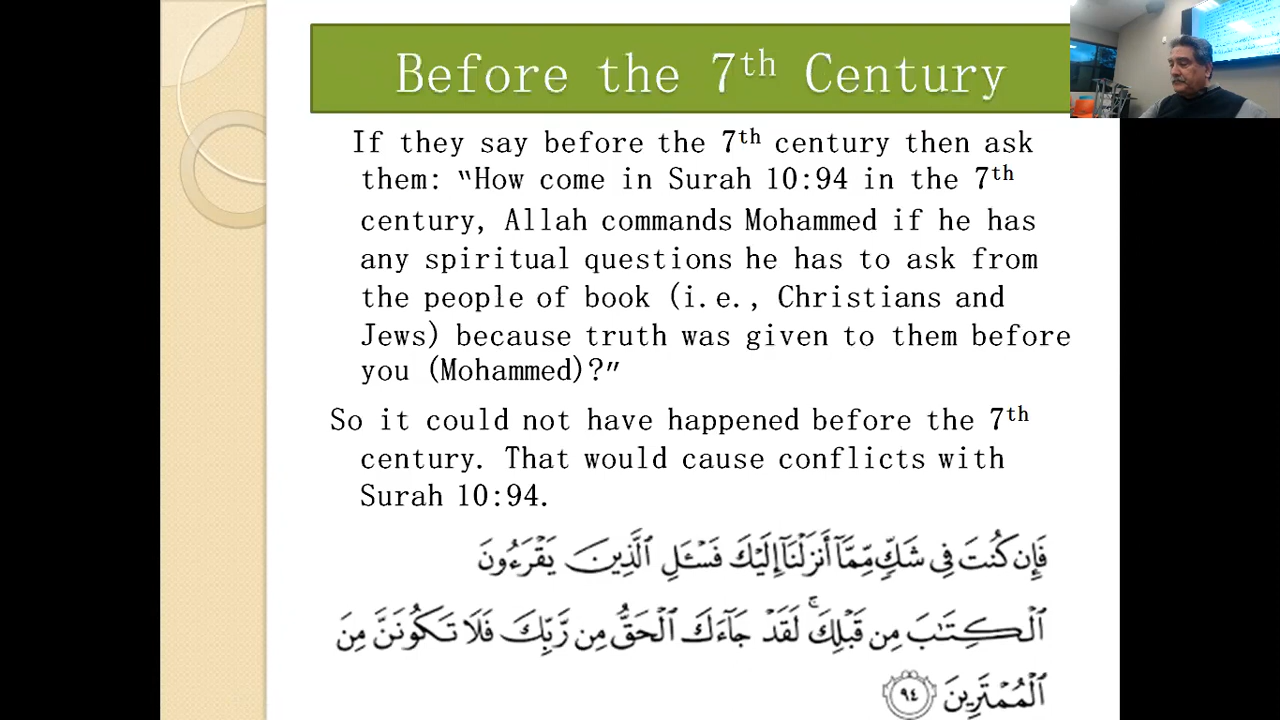 Before the 7th Century
If they say before the 7th century then ask
them: “How come in Surah 10:94 in the 7th
century, Allah commands Mohammed if he has
any spiritual questions he has to ask from
the people of book (i.e., Christians and
Jews) because truth was given to them before
you (Mohammed)?”
So it could not have happened before the 7th
century. That would cause conflicts with
Surah 10:94.
فَإِن كُنتَ فِى شَكٍّ مِّمَّآ أَنزَلْنَآ إِلَيْكَ فَسْـَٔلِ ٱلَّذِينَ يَقْرَءُونَ
ٱلْكِتَـٰبَ مِن قَبْلِكَ ۚ لَقَدْ جَآءَكَ ٱلْحَقُّ مِن رَّبِّكَ فَلَا تَكُونَنَّ مِنَ
ٱلْمُمْتَرِينَ ٩٤